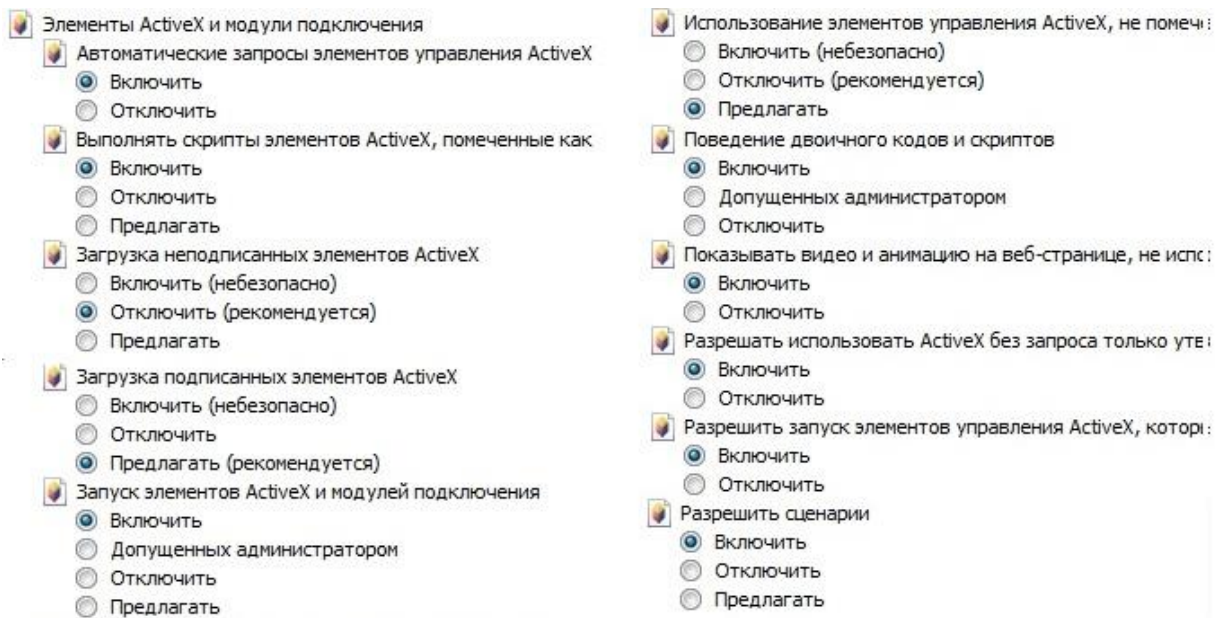 Элементы ActiveX и модули подключения
Автоматические запросы элементов управления ActiveX
Включить
Отключить
Выполнять скрипты элементов ActiveX, помеченные как
Включить
Отключить
Предлагать
Загрузка неподписанных элементов ActiveX
Включить (небезопасно)
Отключить (рекомендуется)
Предлагать
Загрузка подписанных элементов ActiveX
Включить (небезопасно)
Отключить
Предлагать (рекомендуется)
Запуск элементов ActiveX и модулей подключения
Включить
Допущенных администратором
Отключить
Предлагать
Использование элементов управления ActiveX, не
Включить (небезопасно)
Отключить (рекомендуется)
Предлагать
Поведение двоичного кодов и скриптов
Включить
Допущенных администратором
Отключить
Показывать видео и анимацию на веб-странице, не
Включить
Отключить
Разрешать использовать ActiveX без запроса только
Включить
Отключить
Разрешить запуск элементов управления ActiveX,
Включить
Отключить
Разрешить сценарии
Включить
Отключить
Предлагать